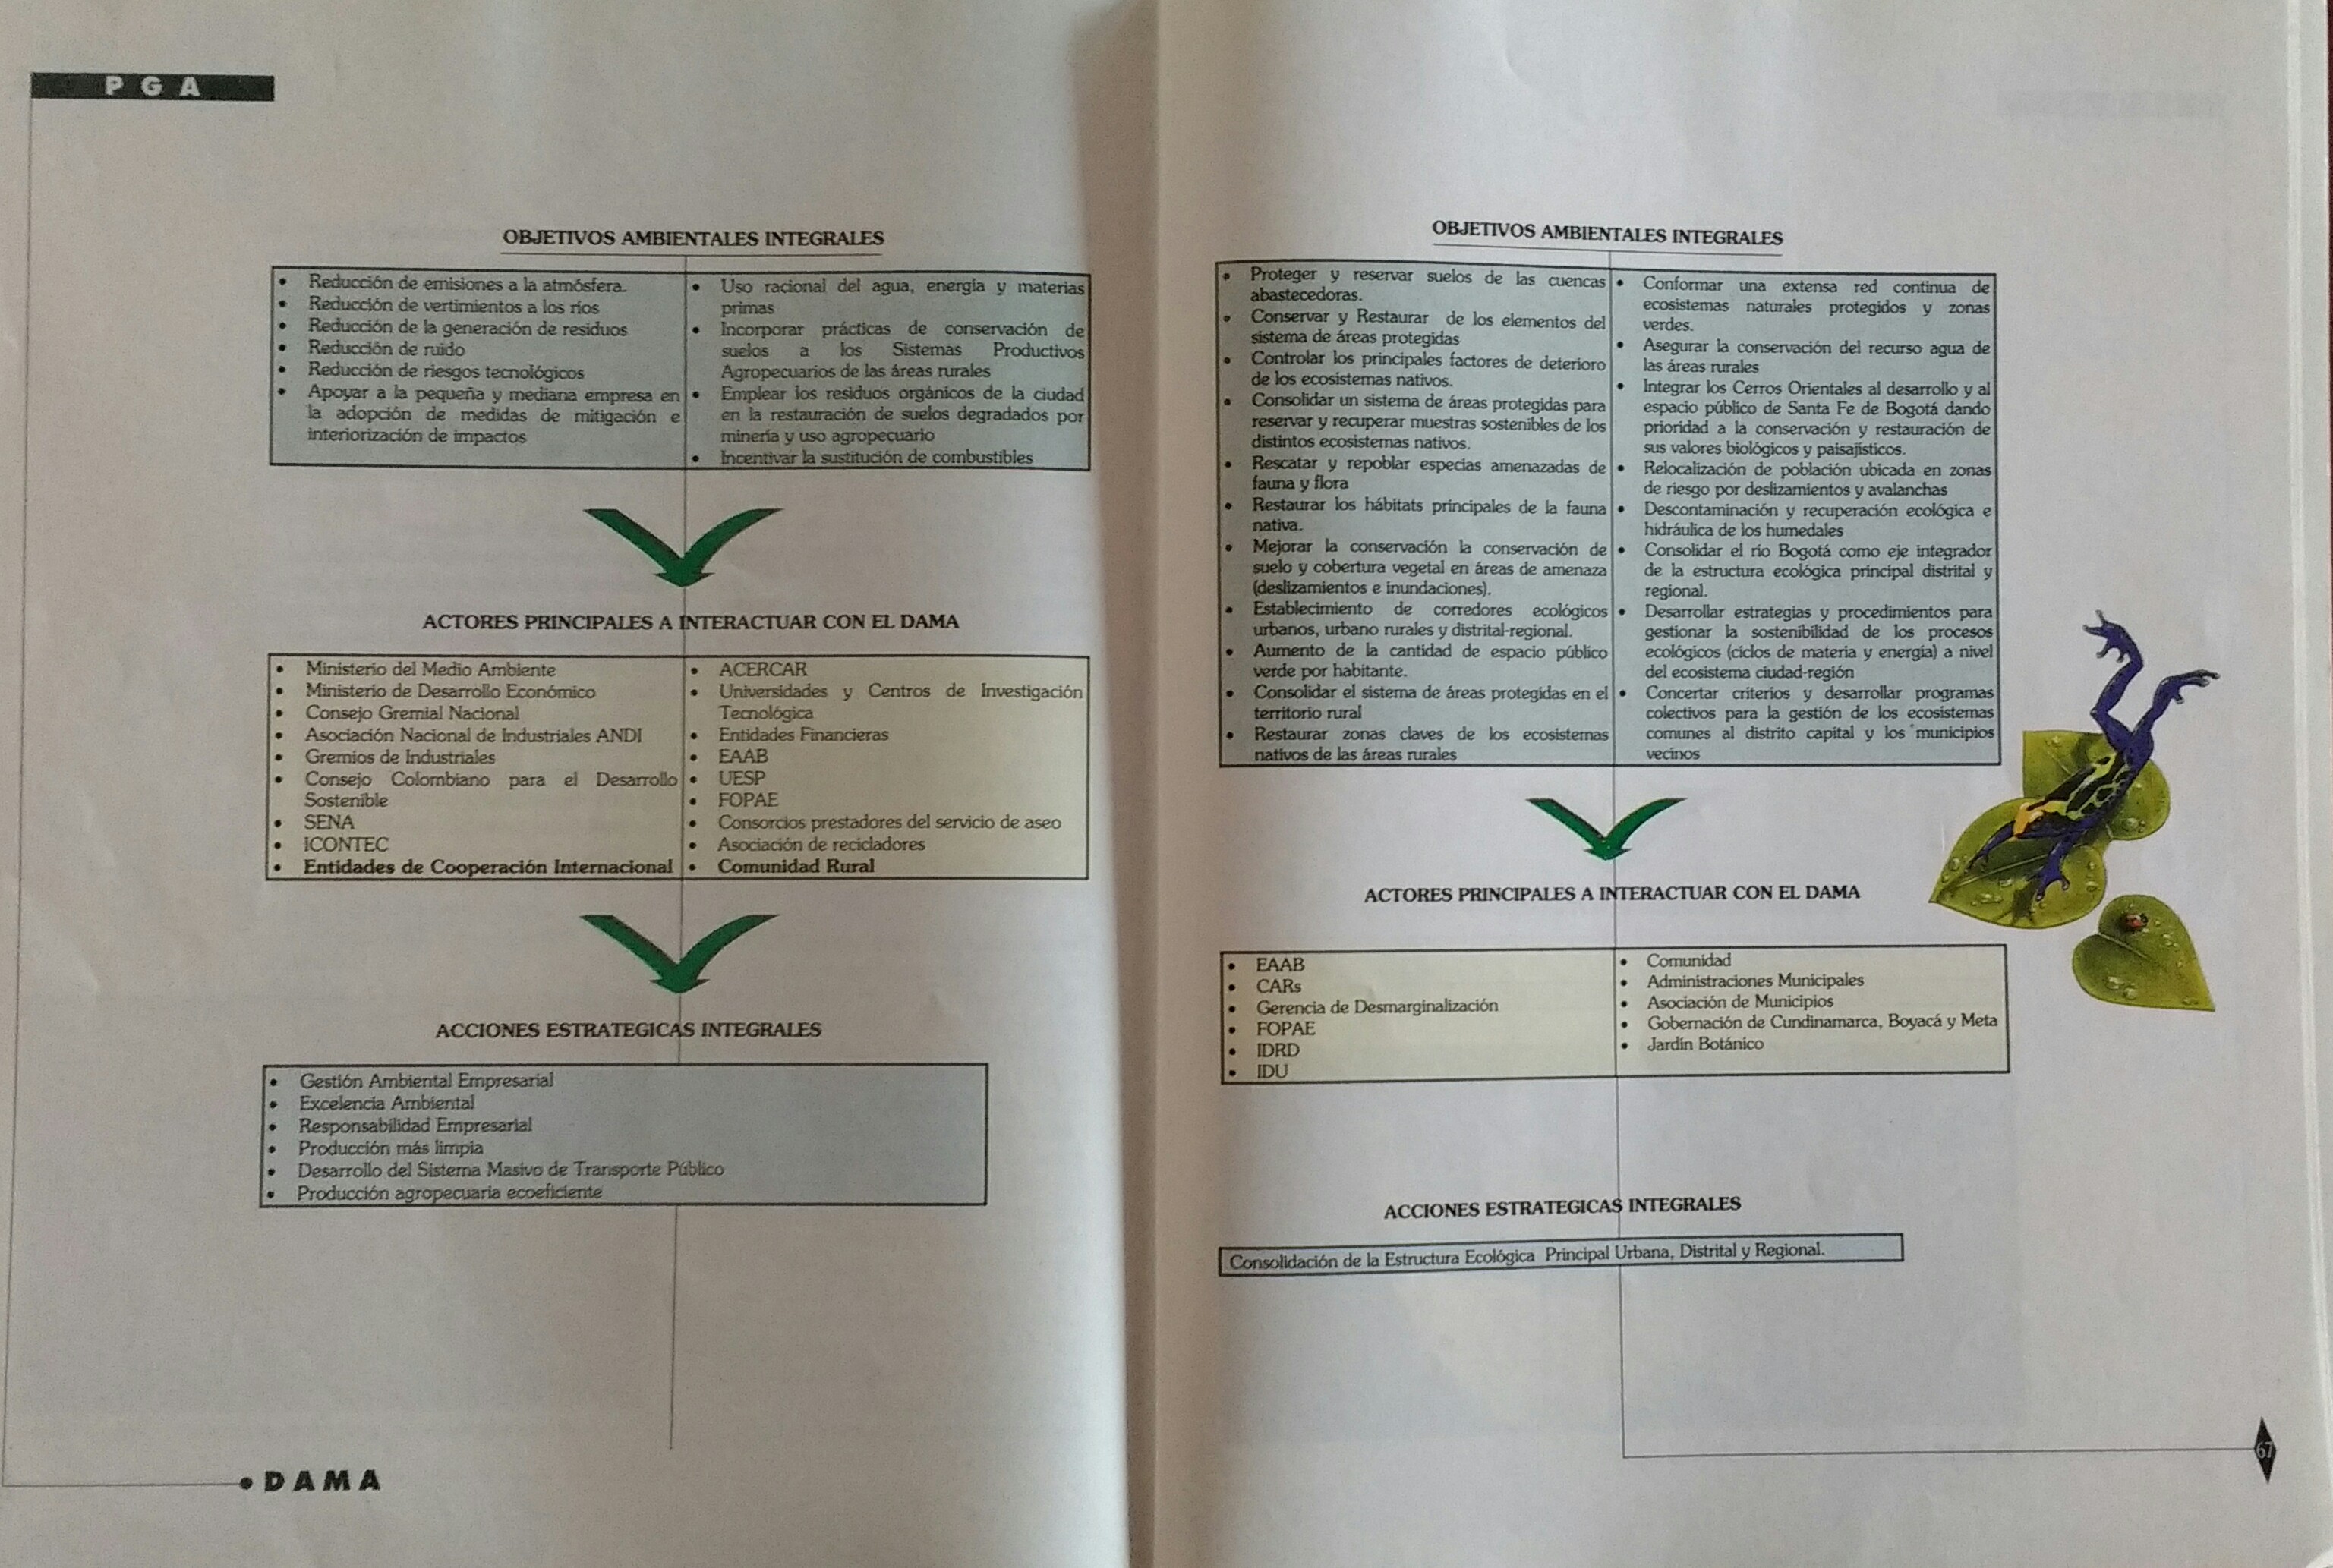 PGA
OBJETIVOS AMBIENTALES INTEGRALES
• Reducción de emisiones a la atmósfera.
• Reducción de vertimientos a los ríos
• Reducción de la generación de residuos
• Reducción de ruido
• Reducción de riesgos tecnológicos
• Apoyar a la pequeña y mediana empresa en
la adopción de medidas de mitigación e
interiorización de impactos
• Uso racional del agua, energía y materias
primas
• Incorporar prácticas de conservación de
suelos a los Sistemas Productivos
Agropecuarios de las áreas rurales
• Emplear los residuos orgánicos de la ciudad
en la restauración de suelos degradados por
minería y uso agropecuario
• Incentivar la sustitución de combustibles
ACTORES PRINCIPALES A INTERACTUAR CON EL DAMA
• Ministerio del Medio Ambiente
• Ministerio de Desarrollo Económico
• Consejo Gremial Nacional
• Asociación Nacional de Industriales ANDI
• Gremios de Industriales
• Consejo Colombiano para el Desarrollo
Sostenible
• SENA
• ICONTEC
• Entidades de Cooperación Internacional
• ACERCAR
• Universidades y Centros de Investigación
Tecnológica
• Entidades Financieras
• EAAB
• UESP
• FOPAE
• Consorcios prestadores del servicio de aseo
• Asociación de recicladores
• Comunidad Rural
ACCIONES ESTRATEGICAS INTEGRALES
• Gestión Ambiental Empresarial
• Excelencia Ambiental
• Responsabilidad Empresarial
• Producción más limpia
• Desarrollo del Sistema Masivo de Transporte Público
• Producción agropecuaria ecoeficiente
• DAMA
OBJETIVOS AMBIENTALES INTEGRALES
• Proteger y reservar suelos de las cuencas
abastecedoras.
• Conservar y Restaurar de los elementos del
sistema de áreas protegidas
• Controlar los principales factores de deterioro
de los ecosistemas nativos.
• Consolidar un sistema de áreas protegidas para
reservar y recuperar muestras sostenibles de los
distintos ecosistemas nativos.
• Rescatar y repoblar especias amenazadas de
fauna y flora
• Restaurar los hábitats principales de la fauna
nativa.
• Mejorar la conservación la conservación de
suelo y cobertura vegetal en áreas de amenaza
(deslizamientos e inundaciones).
• Establecimiento de corredores ecológicos
urbanos, urbano rurales y distrital-regional.
• Aumento de la cantidad de espacio público
verde por habitante.
• Consolidar el sistema de áreas protegidas en el
territorio rural
• Restaurar zonas claves de los ecosistemas
nativos de las áreas rurales
• Conformar una extensa red continua de
ecosistemas naturales protegidos y zonas
verdes.
• Asegurar la conservación del recurso agua de
las áreas rurales
• Integrar los Cerros Orientales al desarrollo y al
espacio público de Santa Fe de Bogotá dando
prioridad a la conservación y restauración de
sus valores biológicos y paisajísticos.
• Relocalización de población ubicada en zonas
de riesgo por deslizamientos y avalanchas
• Descontaminación y recuperación ecológica e
hidráulica de los humedales
• Consolidar el río Bogotá como eje integrador
de la estructura ecológica principal distrital y
regional.
• Desarrollar estrategias y procedimientos para
gestionar la sostenibilidad de los procesos
ecológicos (ciclos de materia y energía) a nivel
del ecosistema ciudad-región
• Concertar criterios y desarrollar programas
colectivos para la gestión de los ecosistemas
comunes al distrito capital y los municipios
vecinos
ACTORES PRINCIPALES A INTERACTUAR CON EL DAMA
• EAAB
• CARs
• Gerencia de Desmarginalización
• FOPAE
• IDRD
• IDU
• Comunidad
• Administraciones Municipales
• Asociación de Municipios
• Gobernación de Cundinamarca, Boyacá y Meta
• Jardín Botánico
ACCIONES ESTRATEGICAS INTEGRALES
Consolidación de la Estructura Ecológica Principal Urbana, Distrital y Regional.
67